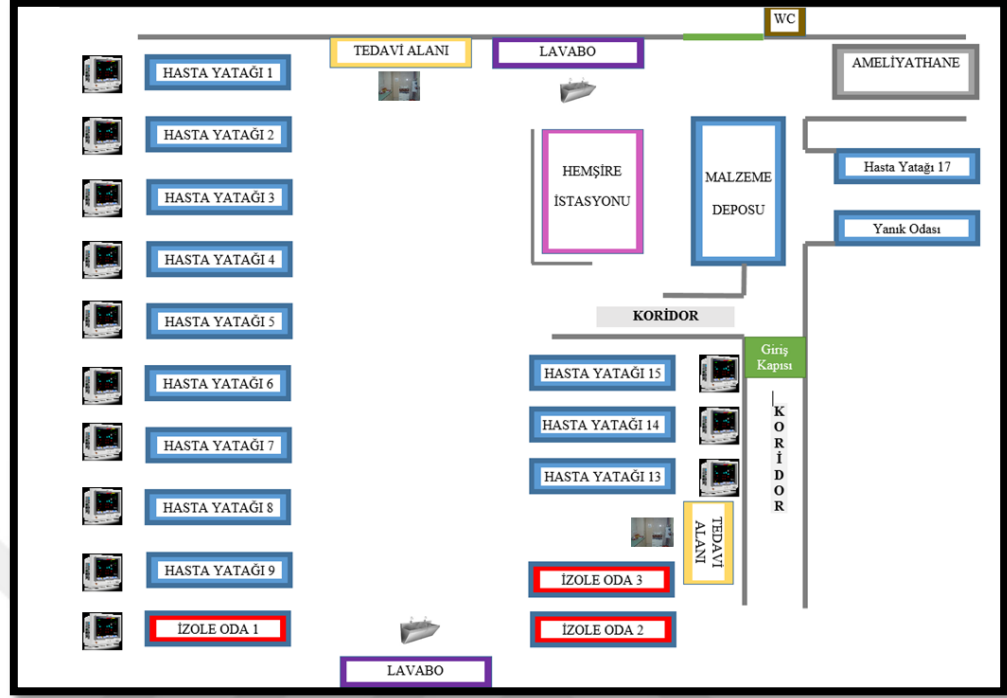 WC
TEDAVİ ALANI
LAVABO
AMELİYATHANE
HASTA YATAĞI 1
HASTA YATAĞI 2
HASTA YATAĞI 3
HASTA YATAĞI 4
HASTA YATAĞI 5
HASTA YATAĞI 6
HASTA YATAĞI 7
HASTA YATAĞI 8
HASTA YATAĞI 9
İZOLE ODA 1
HEMŞİRE
İSTASYONU
MALZEME
DEPOSU
Hasta Yatağı 17
Yanık Odası
KORİDOR
Giriş
Kapısı
HASTA YATAĞI 15
HASTA YATAĞI 14
HASTA YATAĞI 13
KORİDOR
TEDAVİ
ALANI
İZOLE ODA 3
İZOLE ODA 2
LAVABO